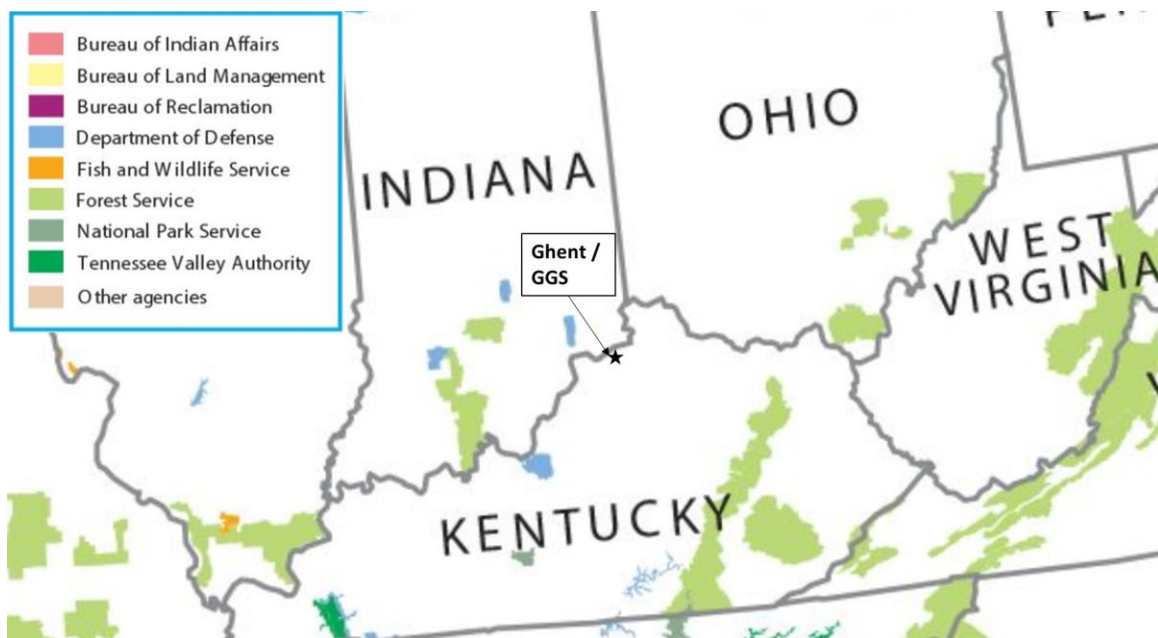 Bureau of Indian Affairs
Bureau of Land Management
Bureau of Reclamation
Department of Defense
Fish and Wildlife Service
Forest Service
National Park Service
Tennessee Valley Authority
Other agencies
OHIO
INDIANA
Ghent /
GGS
WEST
VIRGINIA
KENTUCKY